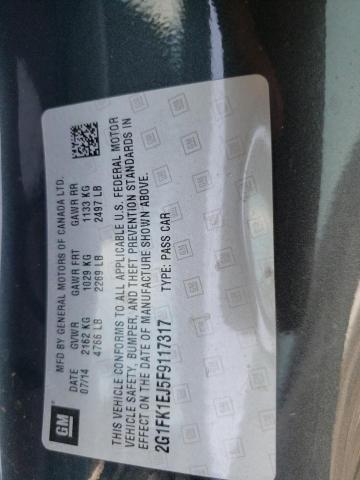 MFD BY GENERAL MOTORS OF CANADA LTD.
DATE GVWR GAWR FRT GAWR RR
07/14 2162 KG 1029 KG 1133 KG
4766 LB 2269 LB 2497 LB
THIS VEHICLE CONFORMS TO ALL APPLICABLE U.S. FEDERAL MOTOR
VEHICLE SAFETY, BUMPER, AND THEFT PREVENTION STANDARDS IN
EFFECT ON THE DATE OF MANUFACTURE SHOWN ABOVE.
2G1FK1EJ5F9117317 TYPE: PASS CAR
GM